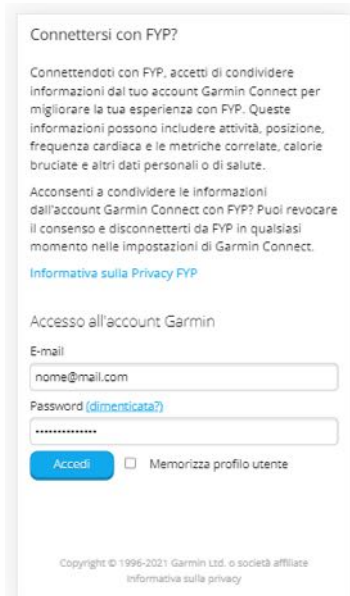 Connettersi con FYP?
Connettendoti con FYP, accetti di condividere
informazioni dal tuo account Garmin Connect per
migliorare la tua esperienza con FYP. Queste
informazioni possono includere attività, posizione,
frequenza cardiaca e le metriche correlate, calorie
bruciate e altri dati personali o di salute.
Acconsenti a condividere le informazioni
dall'account Garmin Connect con FYP? Puoi revocare
il consenso e disconnetterti da FYP in qualsiasi
momento nelle impostazioni di Garmin Connect.
Informativa sulla Privacy FYP
Accesso all'account Garmin
E-mail
nome@mail.com
Password (dimenticata?)
••••••••••••••
Accedi Memorizza profilo utente
Copyright © 1996-2021 Garmin Ltd. o società affiliate
Informativa sulla privacy